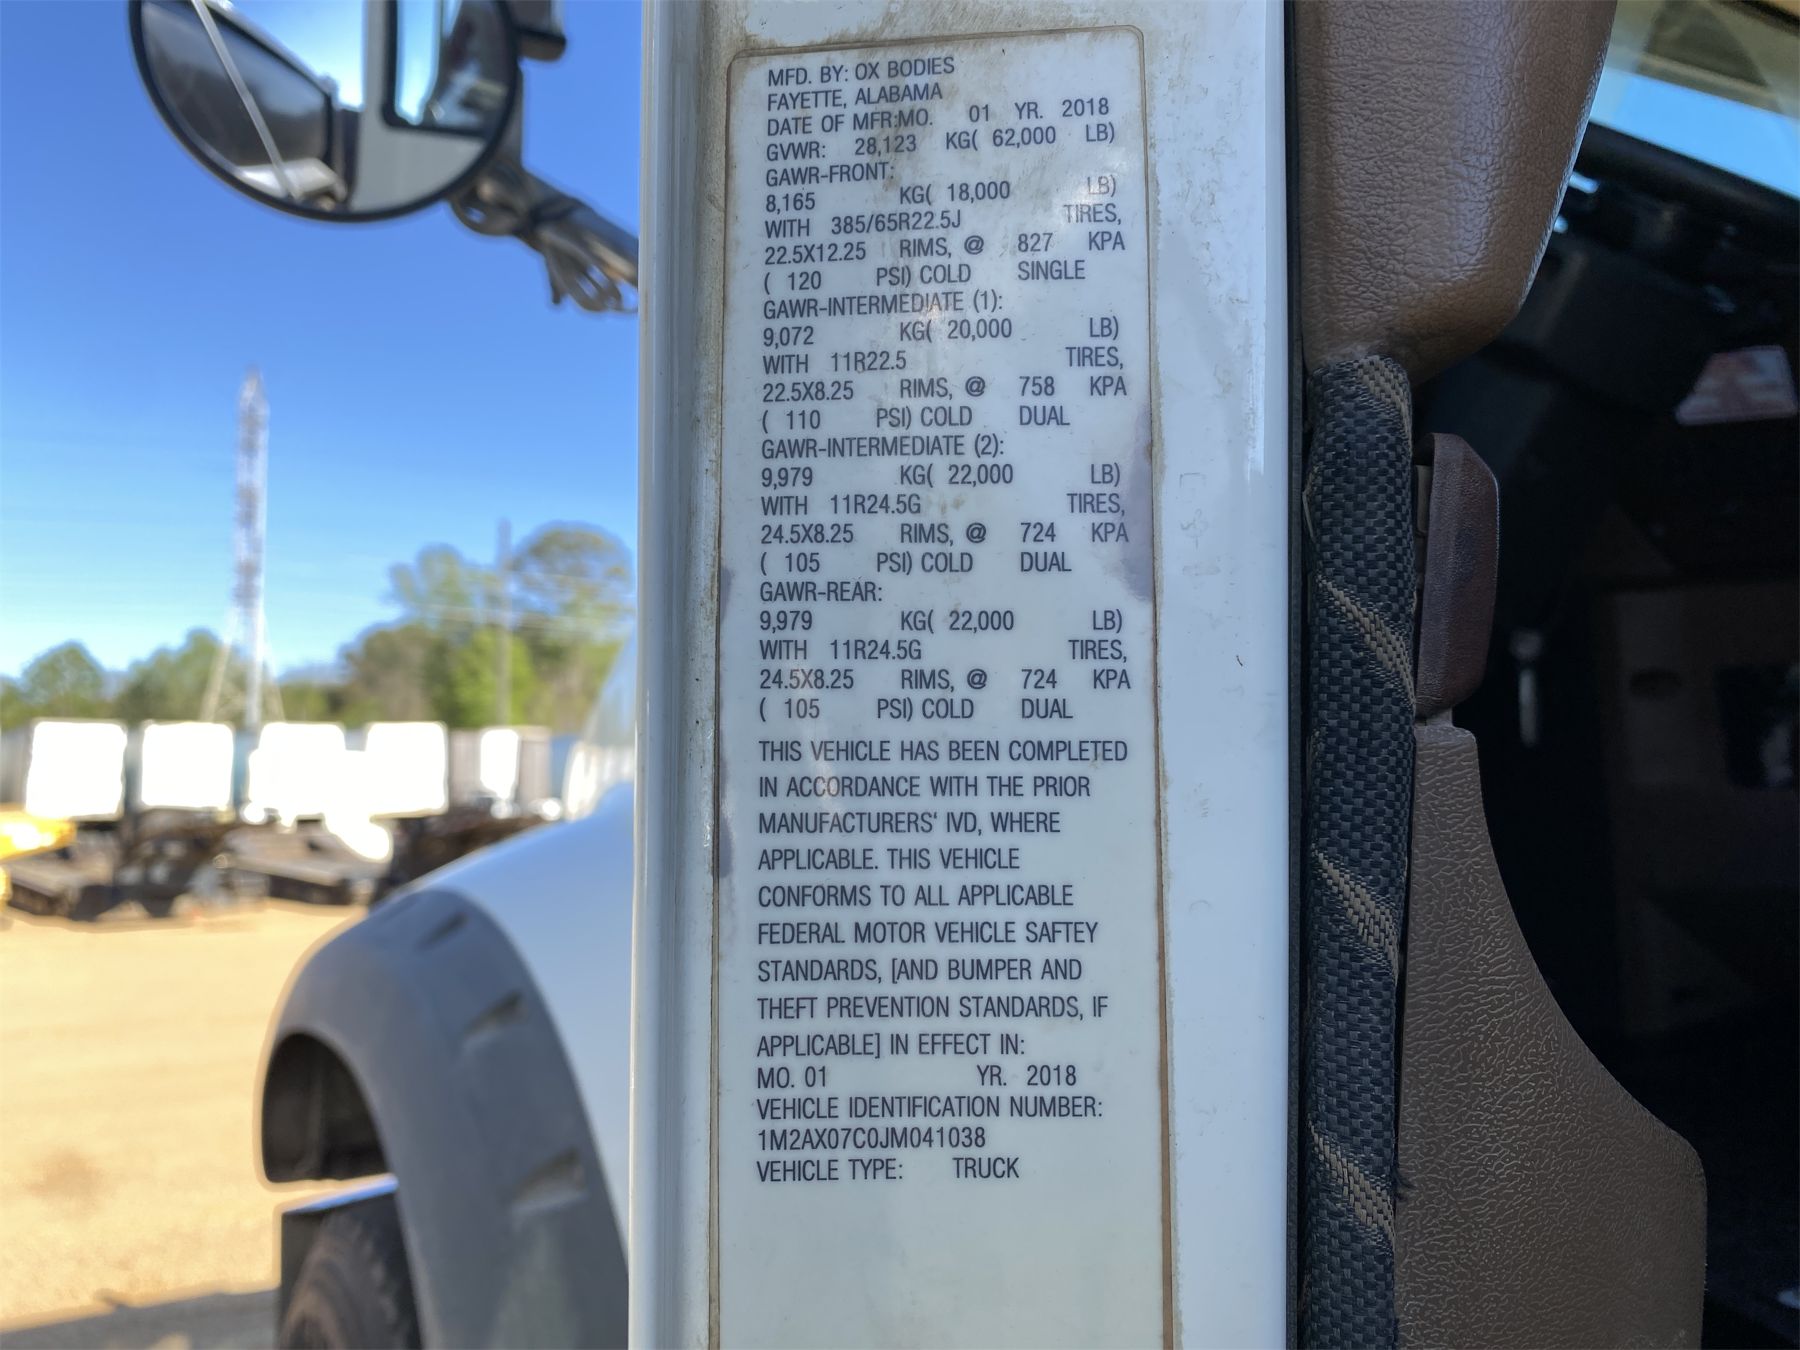 MFD. BY: OX BODIES
FAYETTE, ALABAMA
DATE OF MFR:MO. 01 YR. 2018
GVWR: 28,123 KG( 62,000 LB)
GAWR-FRONT:
8,165 KG( 18,000 LB)
WITH 385/65R22.5J TIRES,
22.5X12.25 RIMS, @ 827 KPA
( 120 PSI) COLD SINGLE
GAWR-INTERMEDIATE (1):
9,072 KG( 20,000 LB)
WITH 11R22.5 TIRES,
22.5X8.25 RIMS, @ 758 KPA
( 110 PSI) COLD DUAL
GAWR-INTERMEDIATE (2):
9,979 KG( 22,000 LB)
WITH 11R24.5G TIRES,
24.5X8.25 RIMS, @ 724 KPA
( 105 PSI) COLD DUAL
GAWR-REAR:
9,979 KG( 22,000 LB)
WITH 11R24.5G TIRES,
24.5X8.25 RIMS, @ 724 KPA
( 105 PSI) COLD DUAL
THIS VEHICLE HAS BEEN COMPLETED
IN ACCORDANCE WITH THE PRIOR
MANUFACTURERS' IVD, WHERE
APPLICABLE. THIS VEHICLE
CONFORMS TO ALL APPLICABLE
FEDERAL MOTOR VEHICLE SAFTEY
STANDARDS, [AND BUMPER AND
THEFT PREVENTION STANDARDS, IF
APPLICABLE] IN EFFECT IN:
MO. 01 YR. 2018
VEHICLE IDENTIFICATION NUMBER:
1M2AX07C0JM041038
VEHICLE TYPE: TRUCK